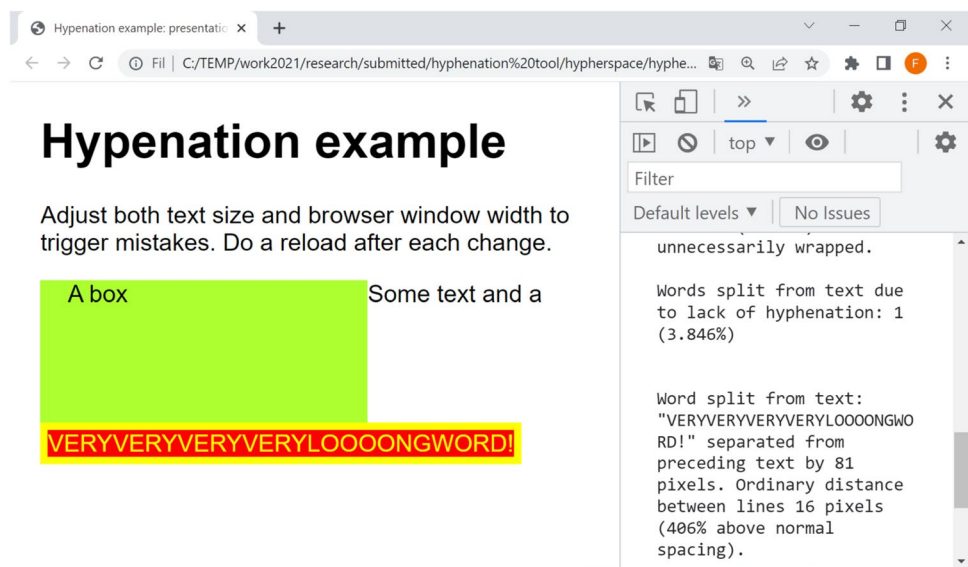 Hypenation example: presentatio
Fil | C:/TEMP/work2021/research/submitted/hyphenation%20tool/hypherspace/hyphe...
F
Hypenation example
Adjust both text size and browser window width to
trigger mistakes. Do a reload after each change.
A box
Some text and a
VERYVERYVERYVERYLOOOONGWORD!
top
Filter
Default levels
No Issues
unnecessarily wrapped.
Words split from text due
to lack of hyphenation: 1
(3.846%)
Word split from text:
"VERYVERYVERYVERYLOOOONGWO
RD!" separated from
preceding text by 81
pixels. Ordinary distance
between lines 16 pixels
(406% above normal
spacing).